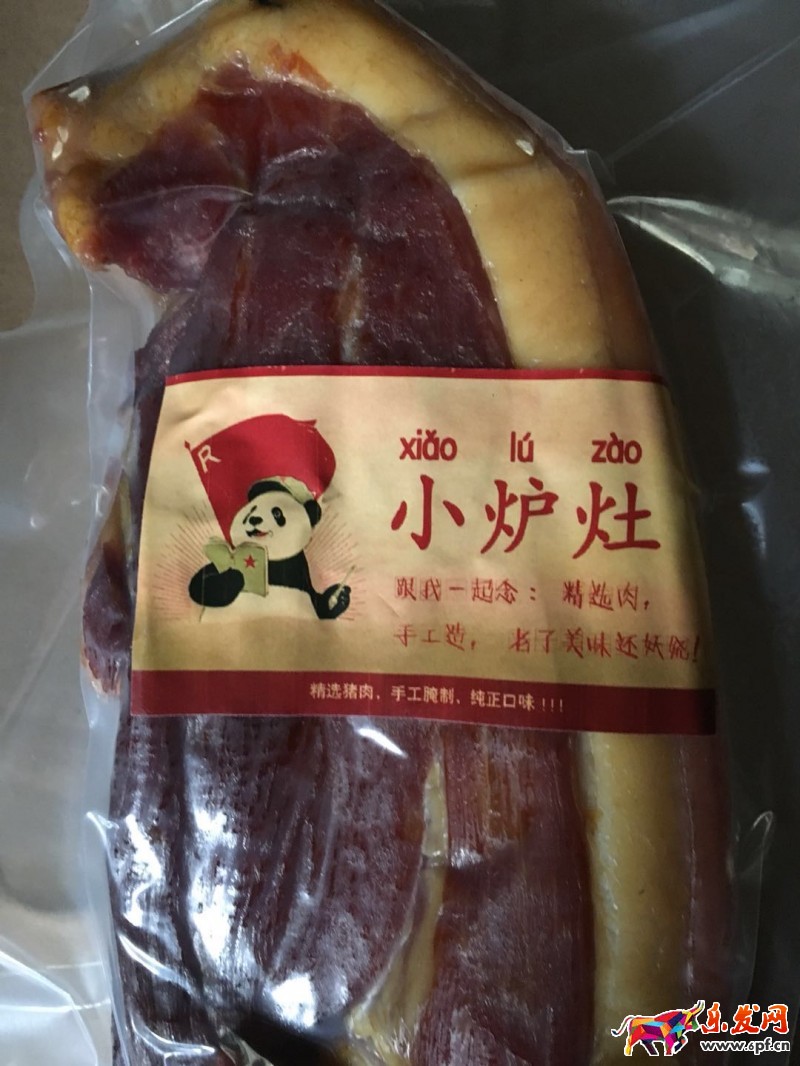 R
xiǎo lú zào
小炉灶
跟我一起念：精选肉，
手工造，老了美味还妖娆！
精选猪肉，手工腌制、纯正口味！！！
乐发网
www.spf.cn